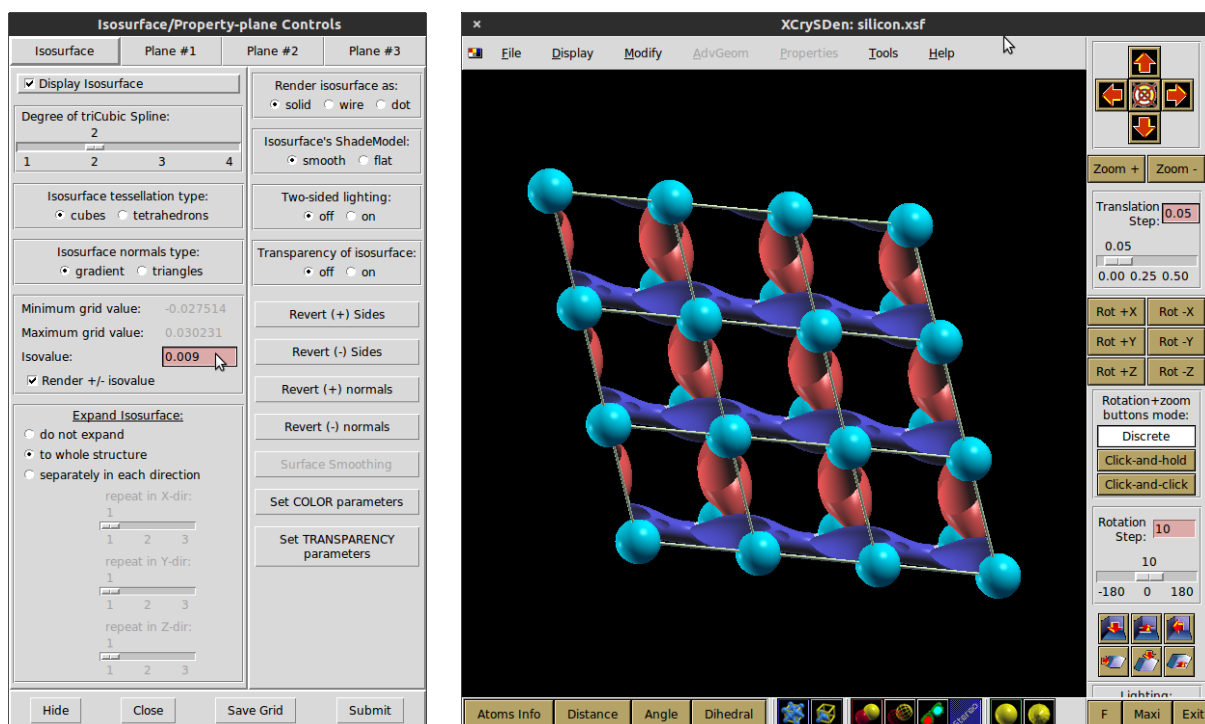 Isosurface/Property-plane Controls
Isosurface Plane #1 Plane #2 Plane #3
Display Isosurface
Degree of triCubic Spline:
2
1 2 3 4
Isosurface tessellation type:
cubes tetrahedrons
Isosurface normals type:
gradient triangles
Minimum grid value: -0.027514
Maximum grid value: 0.030231
Isovalue: 0.009
Render +/- isovalue
Expand Isosurface:
do not expand
to whole structure
separately in each direction
repeat in X-dir:
1
1 2 3
repeat in Y-dir:
1
1 2 3
repeat in Z-dir:
1
1 2 3
Render isosurface as:
solid wire dot
Isosurface's ShadeModel:
smooth flat
Two-sided lighting:
off on
Transparency of isosurface:
off on
Revert (+) Sides
Revert (-) Sides
Revert (+) normals
Revert (-) normals
Surface Smoothing
Set COLOR parameters
Set TRANSPARENCY
parameters
Hide Close Save Grid Submit
XCrySDen: silicon.xsf
File Display Modify AdvGeom Properties Tools Help
Zoom + Zoom -
Translation
Step: 0.05
0.05
0.00 0.25 0.50
Rot +X Rot -X
Rot +Y Rot -Y
Rot +Z Rot -Z
Rotation+zoom
buttons mode:
Discrete
Click-and-hold
Click-and-click
Rotation
Step: 10
10
-180 0 180
Lighting:
Atoms Info Distance Angle Dihedral stereo F Maxi Exit